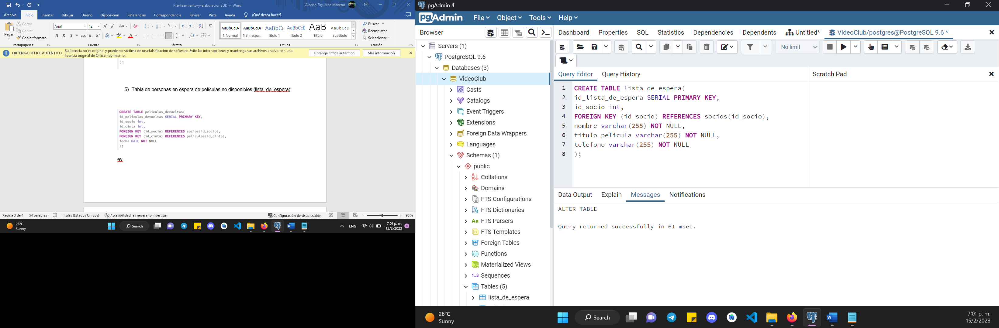 Planteamiento-y-elaboracionBDD - Word
Alonso Figueroa Moreno
Archivo Inicio Insertar Dibujar Diseño Disposición Referencias Correspondencia Revisar Vista Ayuda ¿Qué desea hacer?
Pegar
Cortar
Copiar
Copiar formato
Portapapeles
Arial 12
N K S abc x₂ x²
Fuente
Párrafo
AaBbCcDc AaBbCcDc AaBbC AaBbCcC AaB AaBbCcC
¶ Normal ¶ Sin espa... Título 1 Título 2 Título Subtítulo
Estilos
Buscar
Reemplazar
Seleccionar
Edición
OBTENGA OFFICE AUTÉNTICO Su licencia no es original y puede ser víctima de una falsificación de software. Evite las interrupciones y mantenga sus archivos a salvo con una
licencia original de Office hoy mismo.
Obtenga Office auténtico Más información
);
5) Tabla de personas en espera de películas no disponibles (lista_de_espera):
CREATE TABLE peliculas_devueltas(
id_peliculas_devueltas SERIAL PRIMARY KEY,
id_socio int,
id_cinta int,
FOREIGN KEY (id_socio) REFERENCES socios(id_socio),
FOREIGN KEY (id_cinta) REFERENCES peliculas(id_cinta),
fecha DATE NOT NULL
);
ey
Página 3 de 4 54 palabras Inglés (Estados Unidos) Accesibilidad: es necesario investigar Configuración de visualización 98 %
26°C
Sunny
Search
ENG
7:01 p. m.
15/2/2023
6
pgAdmin 4
pgAdmin File Object Tools Help
Browser
Dashboard Properties SQL Statistics Dependencies Dependents Untitled* VideoClub/postgres@PostgreSQL 9.6 *
No limit
Servers (1)
PostgreSQL 9.6
Databases (3)
VideoClub
Casts
Catalogs
Event Triggers
Extensions
Foreign Data Wrappers
Languages
Schemas (1)
public
Collations
Domains
FTS Configurations
FTS Dictionaries
Aa FTS Parsers
FTS Templates
Foreign Tables
Functions
Materialized Views
1..3 Sequences
Tables (5)
lista_de_espera
Query Editor Query History
Scratch Pad
1 CREATE TABLE lista_de_espera(
2 id_lista_de_espera SERIAL PRIMARY KEY,
3 id_socio int,
4 FOREIGN KEY (id_socio) REFERENCES socios(id_socio),
5 nombre varchar(255) NOT NULL,
6 titulo_pelicula varchar(255) NOT NULL,
7 telefono varchar(255) NOT NULL
8 );
Data Output Explain Messages Notifications
ALTER TABLE
Query returned successfully in 61 msec.
26°C
Sunny
Search
7:01 p. m.
15/2/2023